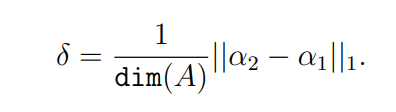 δ = 1/dim(A) ||α₂ − α₁||₁.